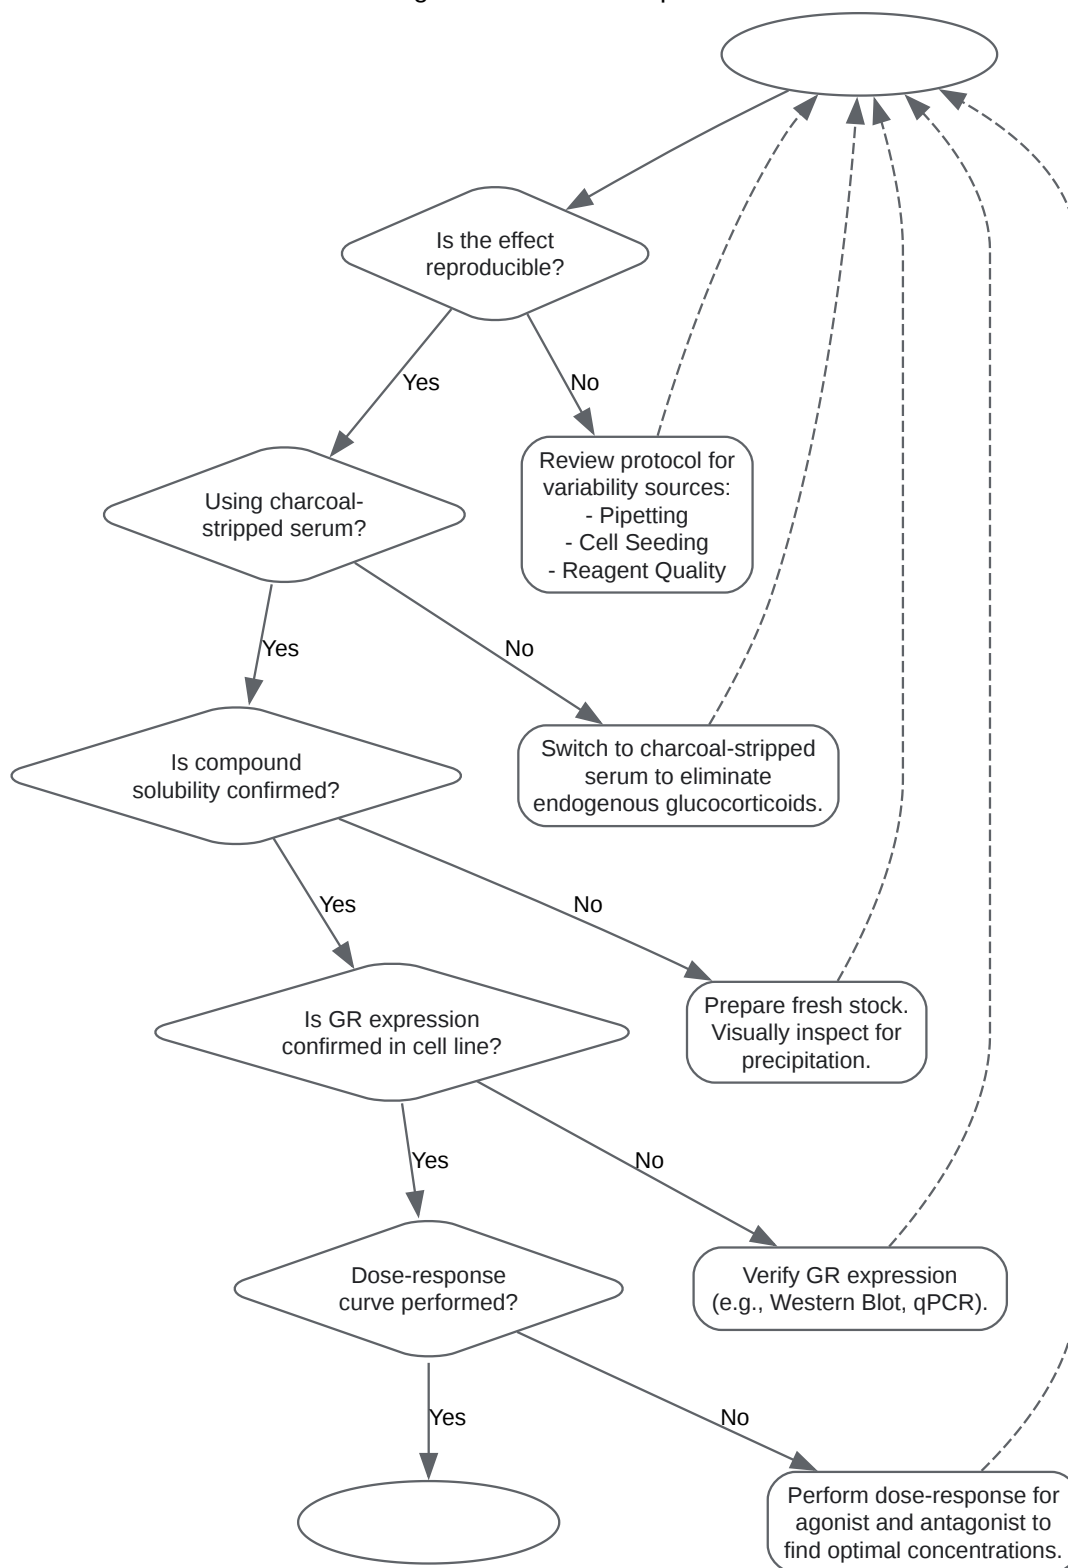 Is the effect
reproducible?
Yes
No
Review protocol for
variability sources:
- Pipetting
- Cell Seeding
- Reagent Quality
Using charcoal-
stripped serum?
Yes
No
Switch to charcoal-stripped
serum to eliminate
endogenous glucocorticoids.
Is compound
solubility confirmed?
Yes
No
Prepare fresh stock.
Visually inspect for
precipitation.
Is GR expression
confirmed in cell line?
Yes
No
Verify GR expression
(e.g., Western Blot, qPCR).
Dose-response
curve performed?
Yes
No
Perform dose-response for
agonist and antagonist to
find optimal concentrations.